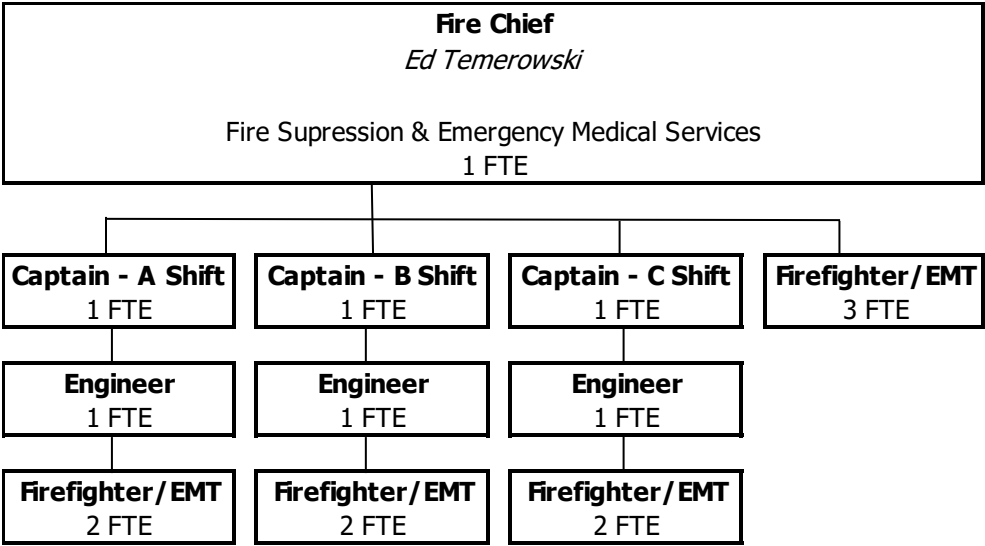 Fire Chief
Ed Temerowski
Fire Supression & Emergency Medical Services
1 FTE
Captain - A Shift
1 FTE
Captain - B Shift
1 FTE
Captain - C Shift
1 FTE
Firefighter/EMT
3 FTE
Engineer
1 FTE
Engineer
1 FTE
Engineer
1 FTE
Firefighter/EMT
2 FTE
Firefighter/EMT
2 FTE
Firefighter/EMT
2 FTE